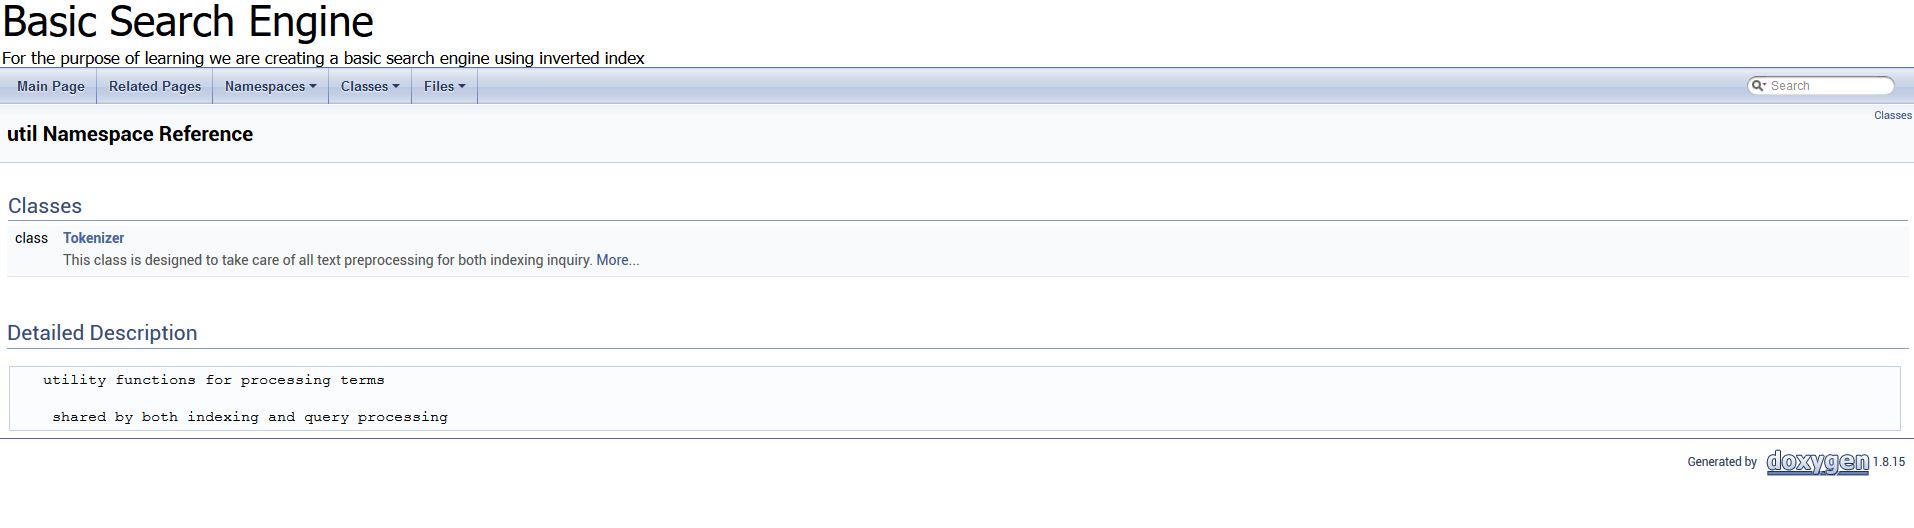 Basic Search Engine
For the purpose of learning we are creating a basic search engine using inverted index
Main Page Related Pages Namespaces Classes Files Search
Classes
util Namespace Reference
Classes
class Tokenizer
This class is designed to take care of all text preprocessing for both indexing inquiry. More...
Detailed Description
utility functions for processing terms
shared by both indexing and query processing
Generated by doxygen 1.8.15